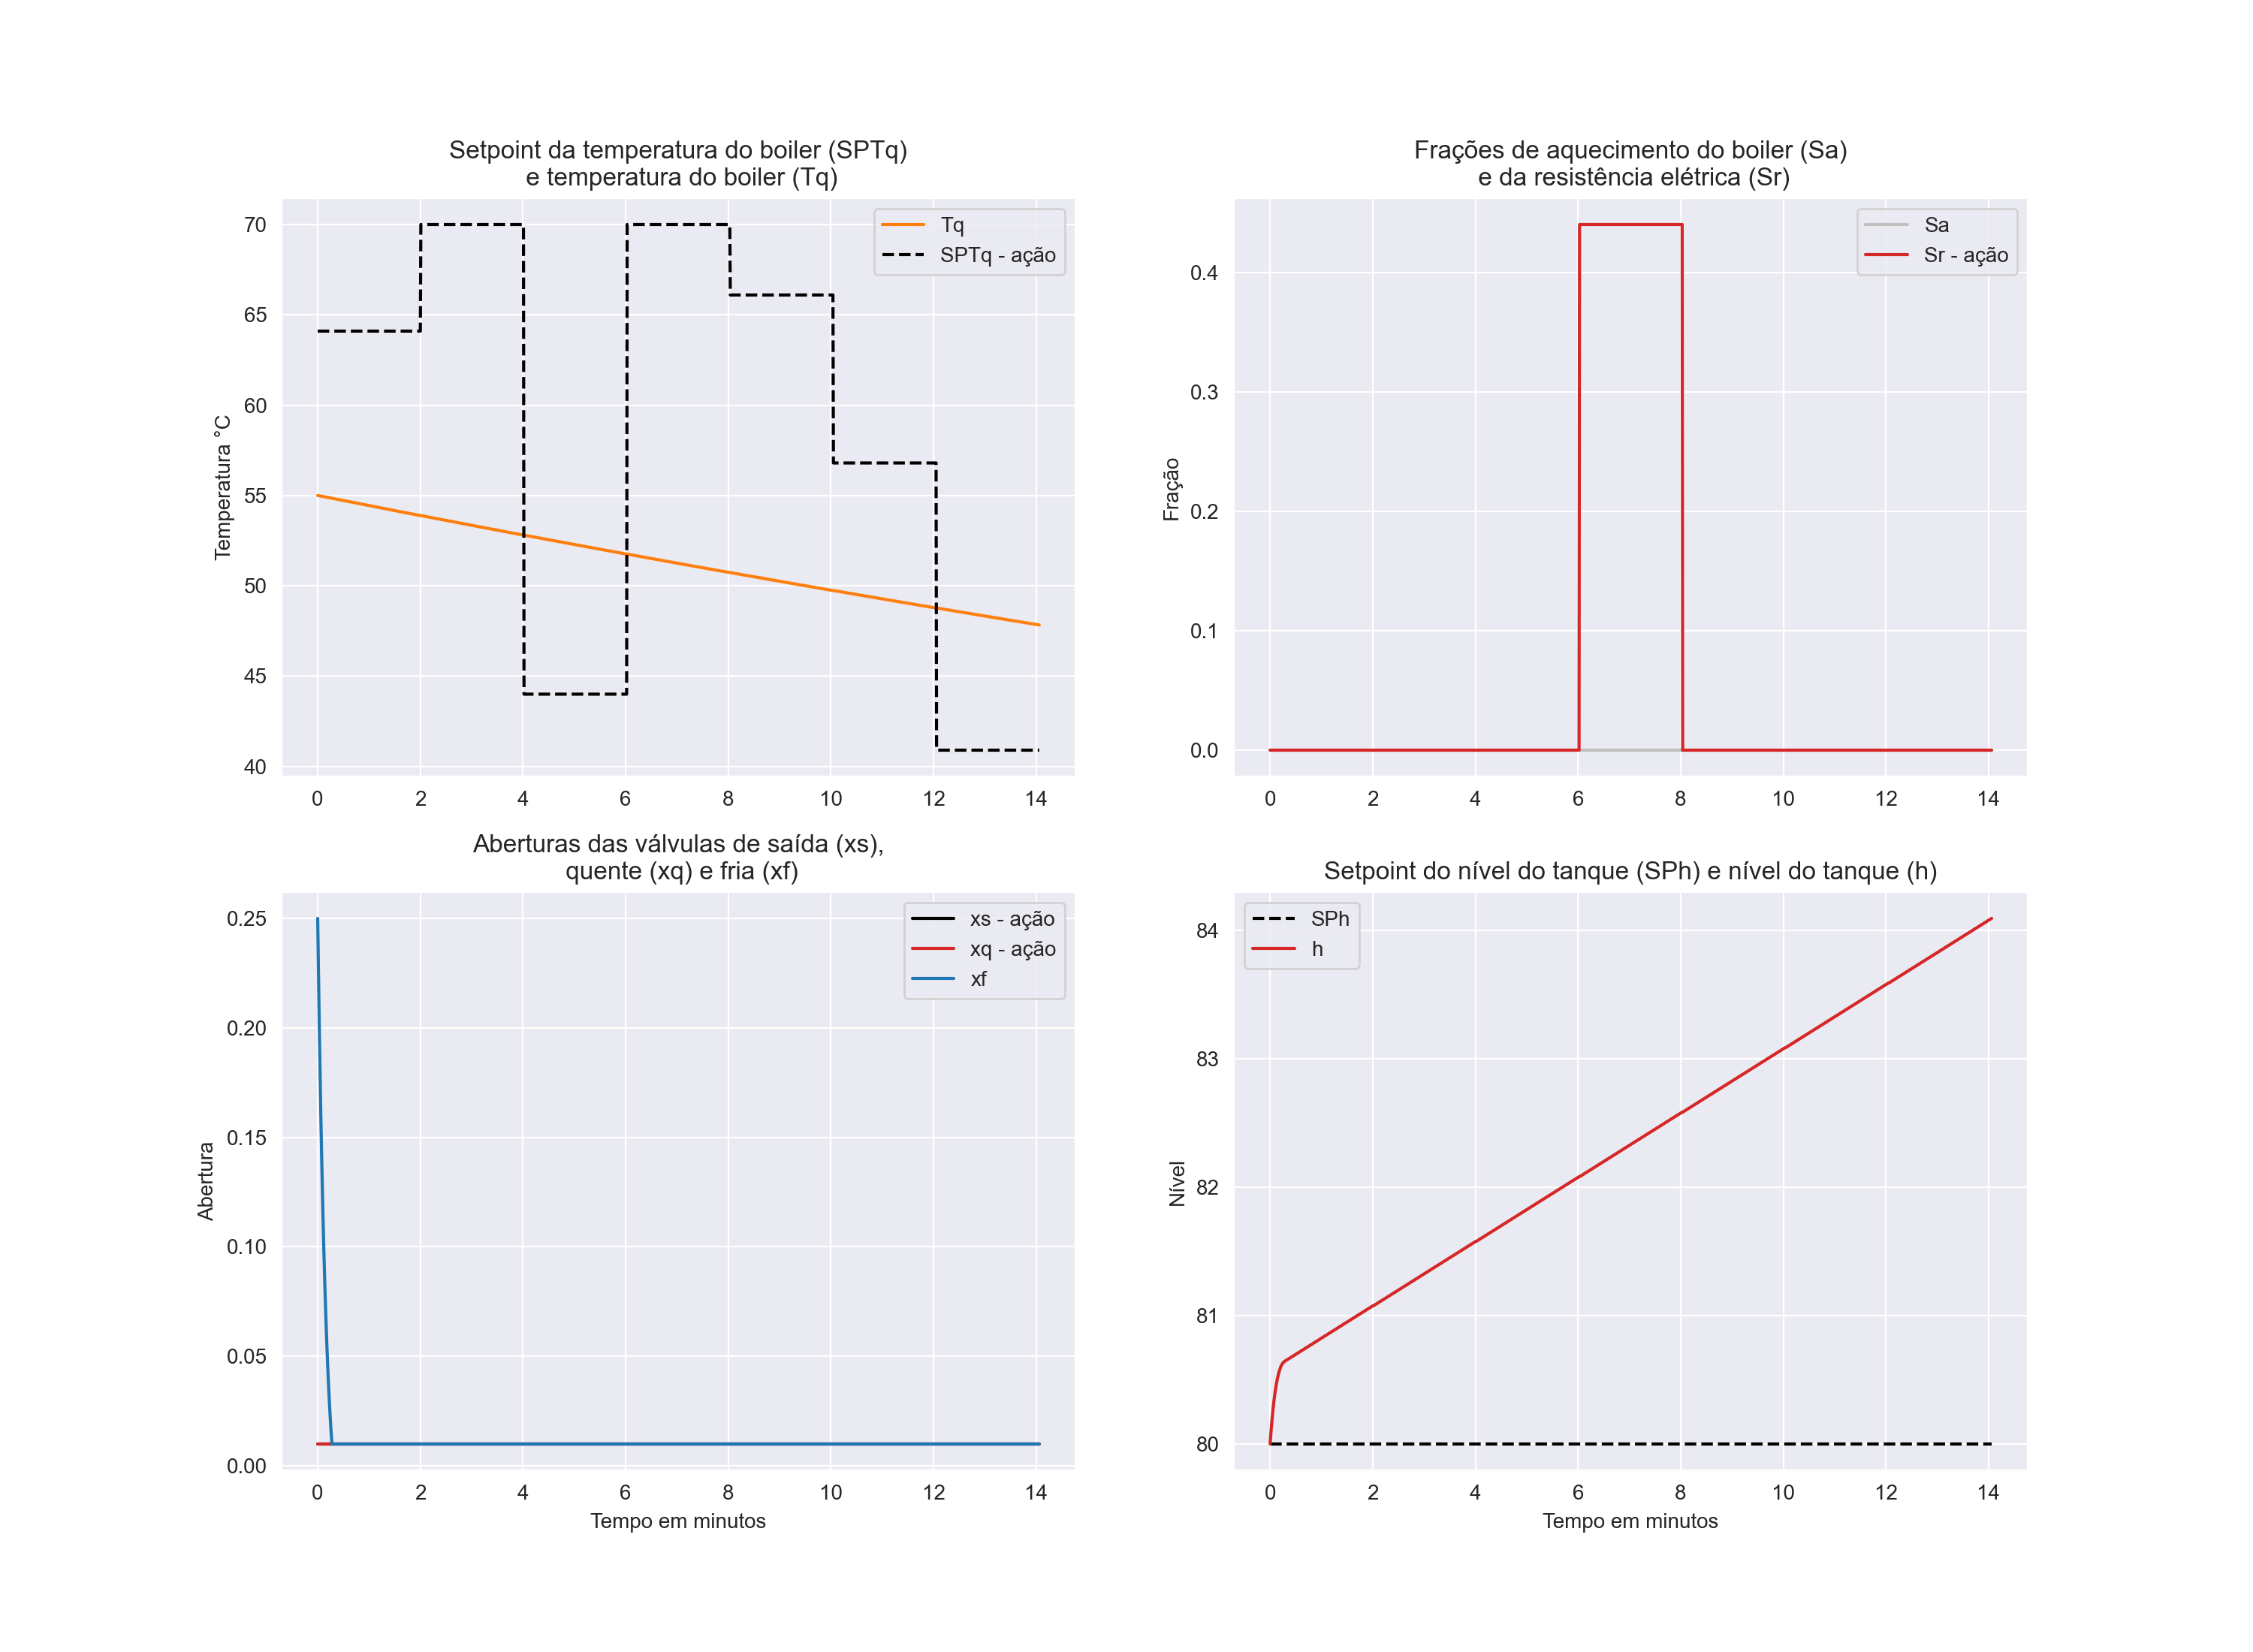 Setpoint da temperatura do boiler (SPTq)
e temperatura do boiler (Tq)
Temperatura °C
70
65
60
55
50
45
40
Tq
SPTq - ação
0 2 4 6 8 10 12 14
Frações de aquecimento do boiler (Sa)
e da resistência elétrica (Sr)
Fração
0.4
0.3
0.2
0.1
0.0
Sa
Sr - ação
0 2 4 6 8 10 12 14
Aberturas das válvulas de saída (xs),
quente (xq) e fria (xf)
Abertura
0.25
0.20
0.15
0.10
0.05
0.00
xs - ação
xq - ação
xf
0 2 4 6 8 10 12 14
Tempo em minutos
Setpoint do nível do tanque (SPh) e nível do tanque (h)
Nível
84
83
82
81
80
SPh
h
0 2 4 6 8 10 12 14
Tempo em minutos